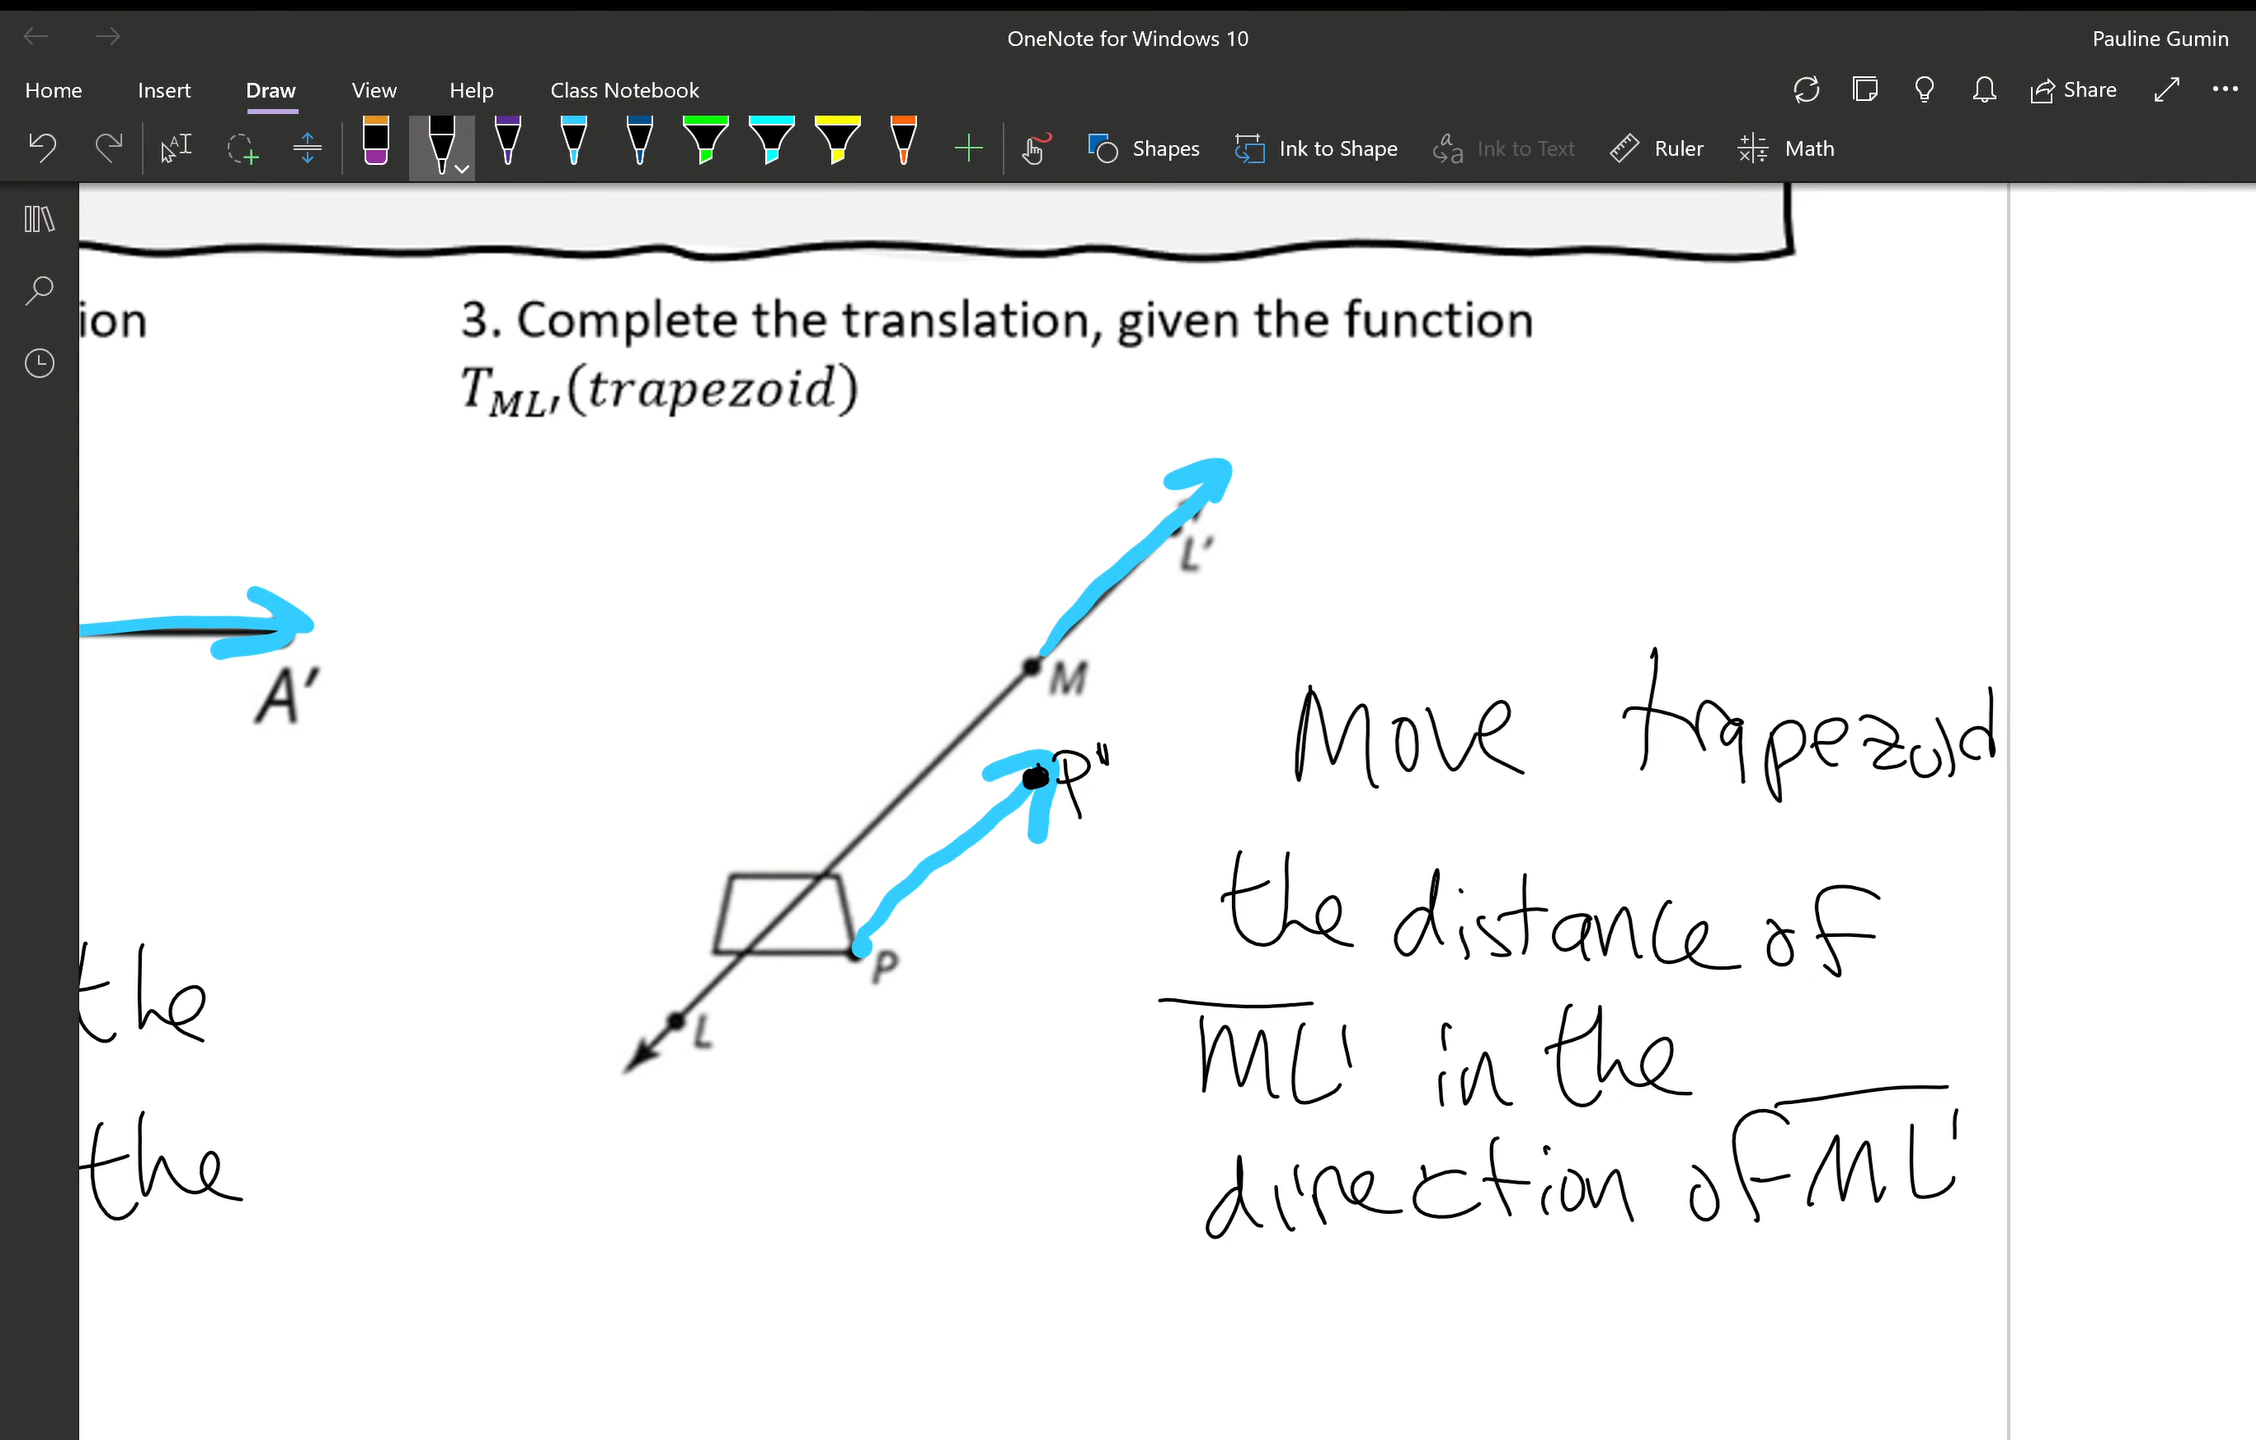 OneNote for Windows 10
Pauline Gumin
Home Insert Draw View Help Class Notebook
Share
Shapes Ink to Shape Ink to Text Ruler Math
ion
3. Complete the translation, given the function
T_ML′(trapezoid)
L′
A′
M
P"
Move trapezoid
the distance of
P
the
L
ML' in the
the
direction of ML'